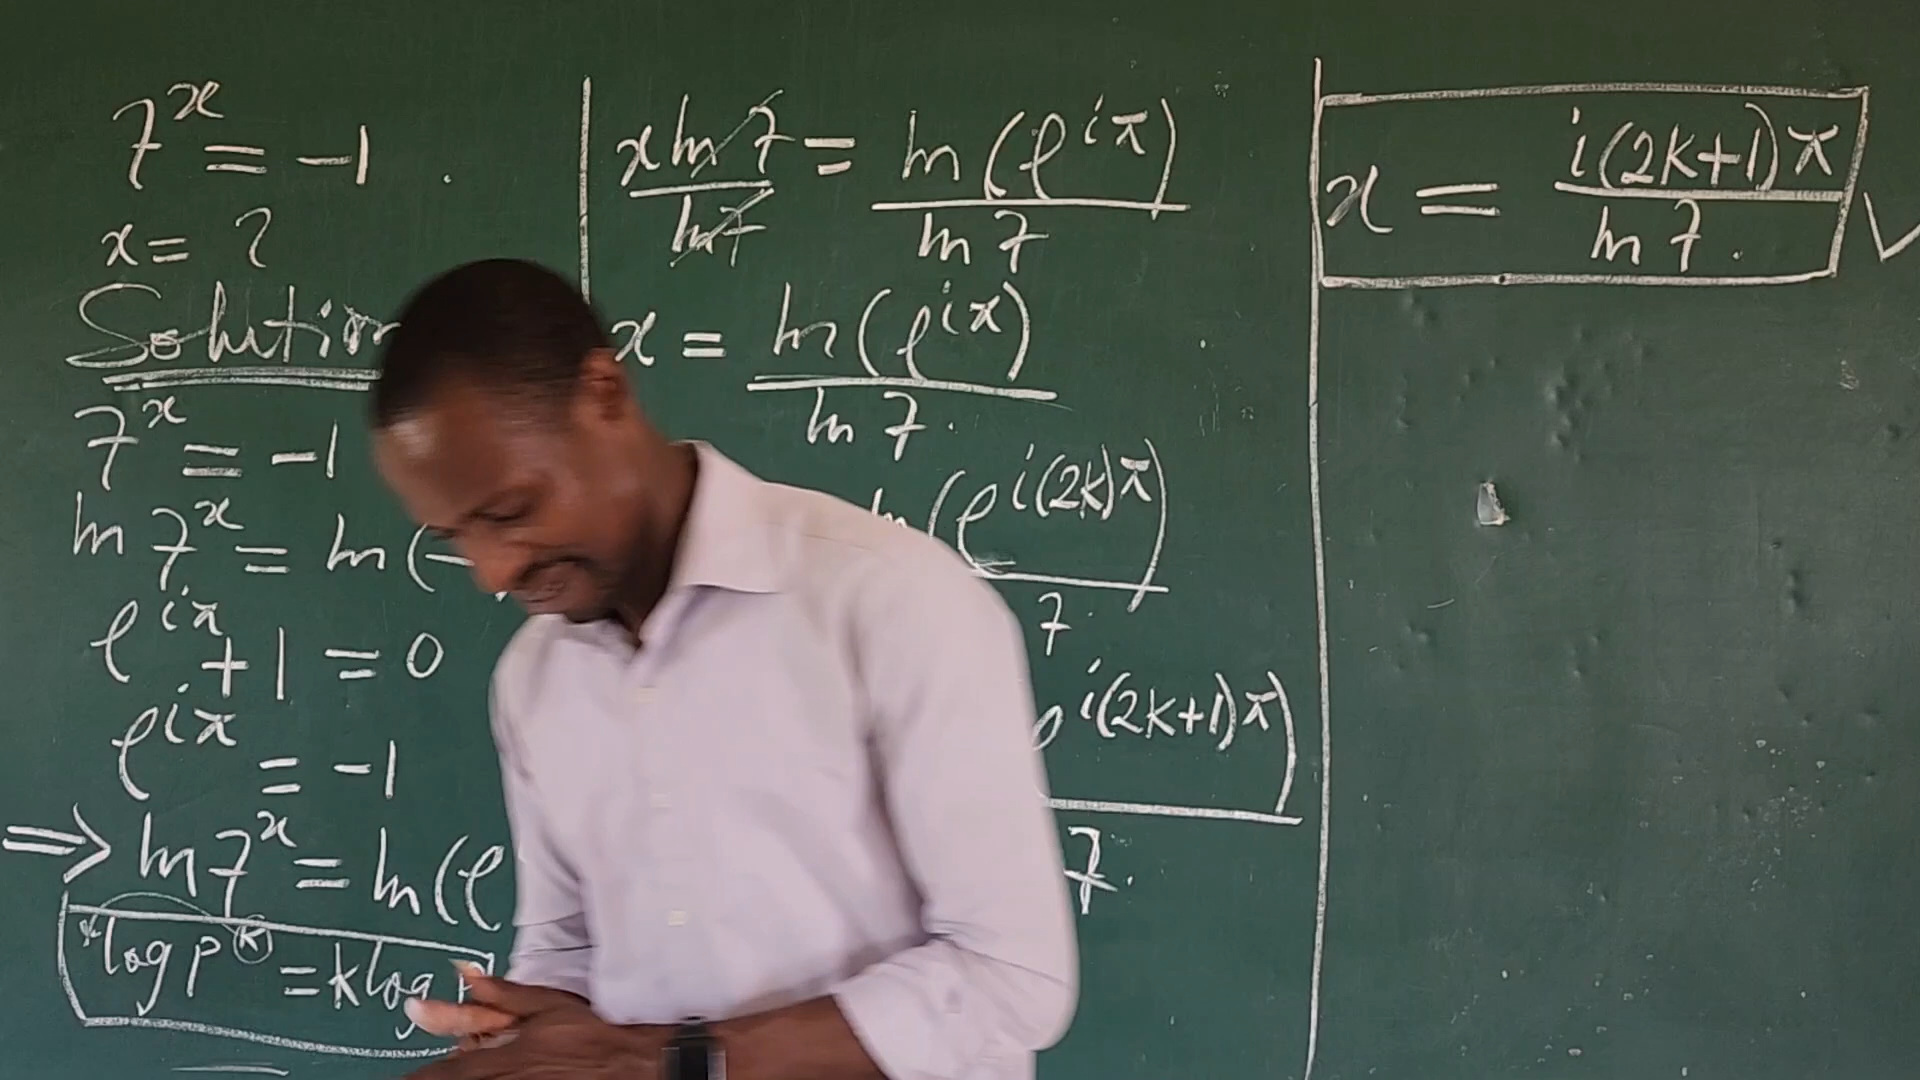 7^x = -1
x = ?
Solution
7^x = -1
ln 7^x = ln(-
e^{iπ} + 1 = 0
e^{iπ} = -1
⇒ ln 7^x = ln(e
* log p^k = k log P
x ln 7 / ln 7 = ln(e^{iπ}) / ln 7
x = ln(e^{iπ}) / ln 7.
ln(e^{i(2k)π}) / 7.
e^{i(2k+1)π}) / 7.
x = i(2k+1)π / ln 7.